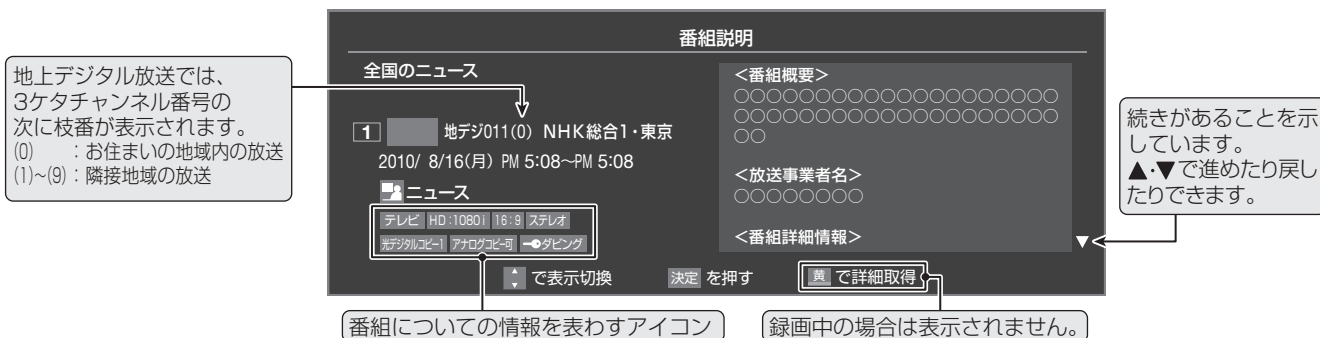 番組説明
地上デジタル放送では、
3ケタチャンネル番号の
次に枝番が表示されます。
(0) :お住まいの地域内の放送
(1)~(9):隣接地域の放送
全国のニュース
1 地デジ011(0) NHK総合1・東京
2010/ 8/16(月) PM 5:08~PM 5:08
ニュース
テレビ HD:1080i 16:9 ステレオ
光デジタルコピー1 アナログコピー可 ダビング
<番組概要>
○○○○○○○○○○○○○○○○○○○○
○○○○○○○○○○○○○○○○○○○○
○○
<放送事業者名>
○○○○○○○○
<番組詳細情報>
▼
続きがあることを示
しています。
▲・▼で進めたり戻し
たりできます。
で表示切換 決定 を押す 黄 で詳細取得
番組についての情報を表わすアイコン
録画中の場合は表示されません。